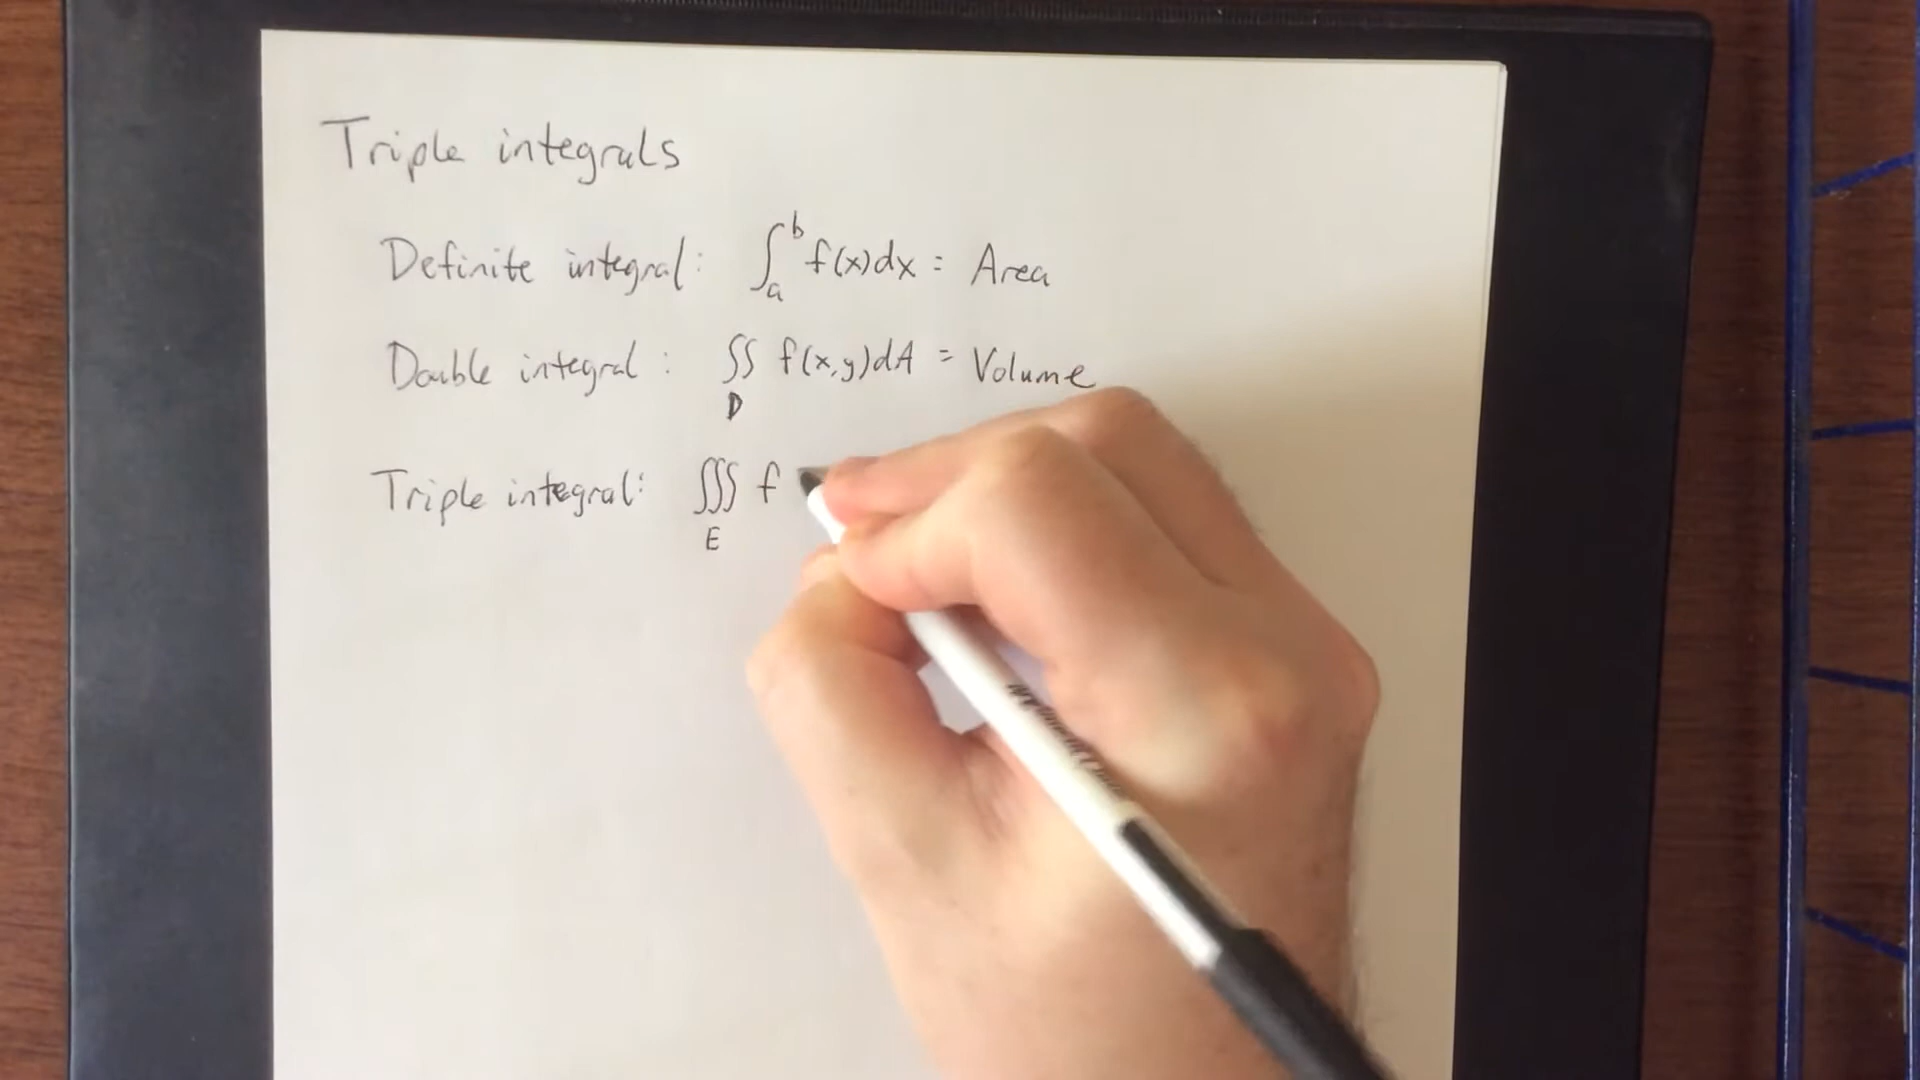 Triple integrals
Definite integral: ∫_a^b f(x)dx = Area
Double integral: ∬_D f(x,y)dA = Volume
Triple integral: ∭_E f